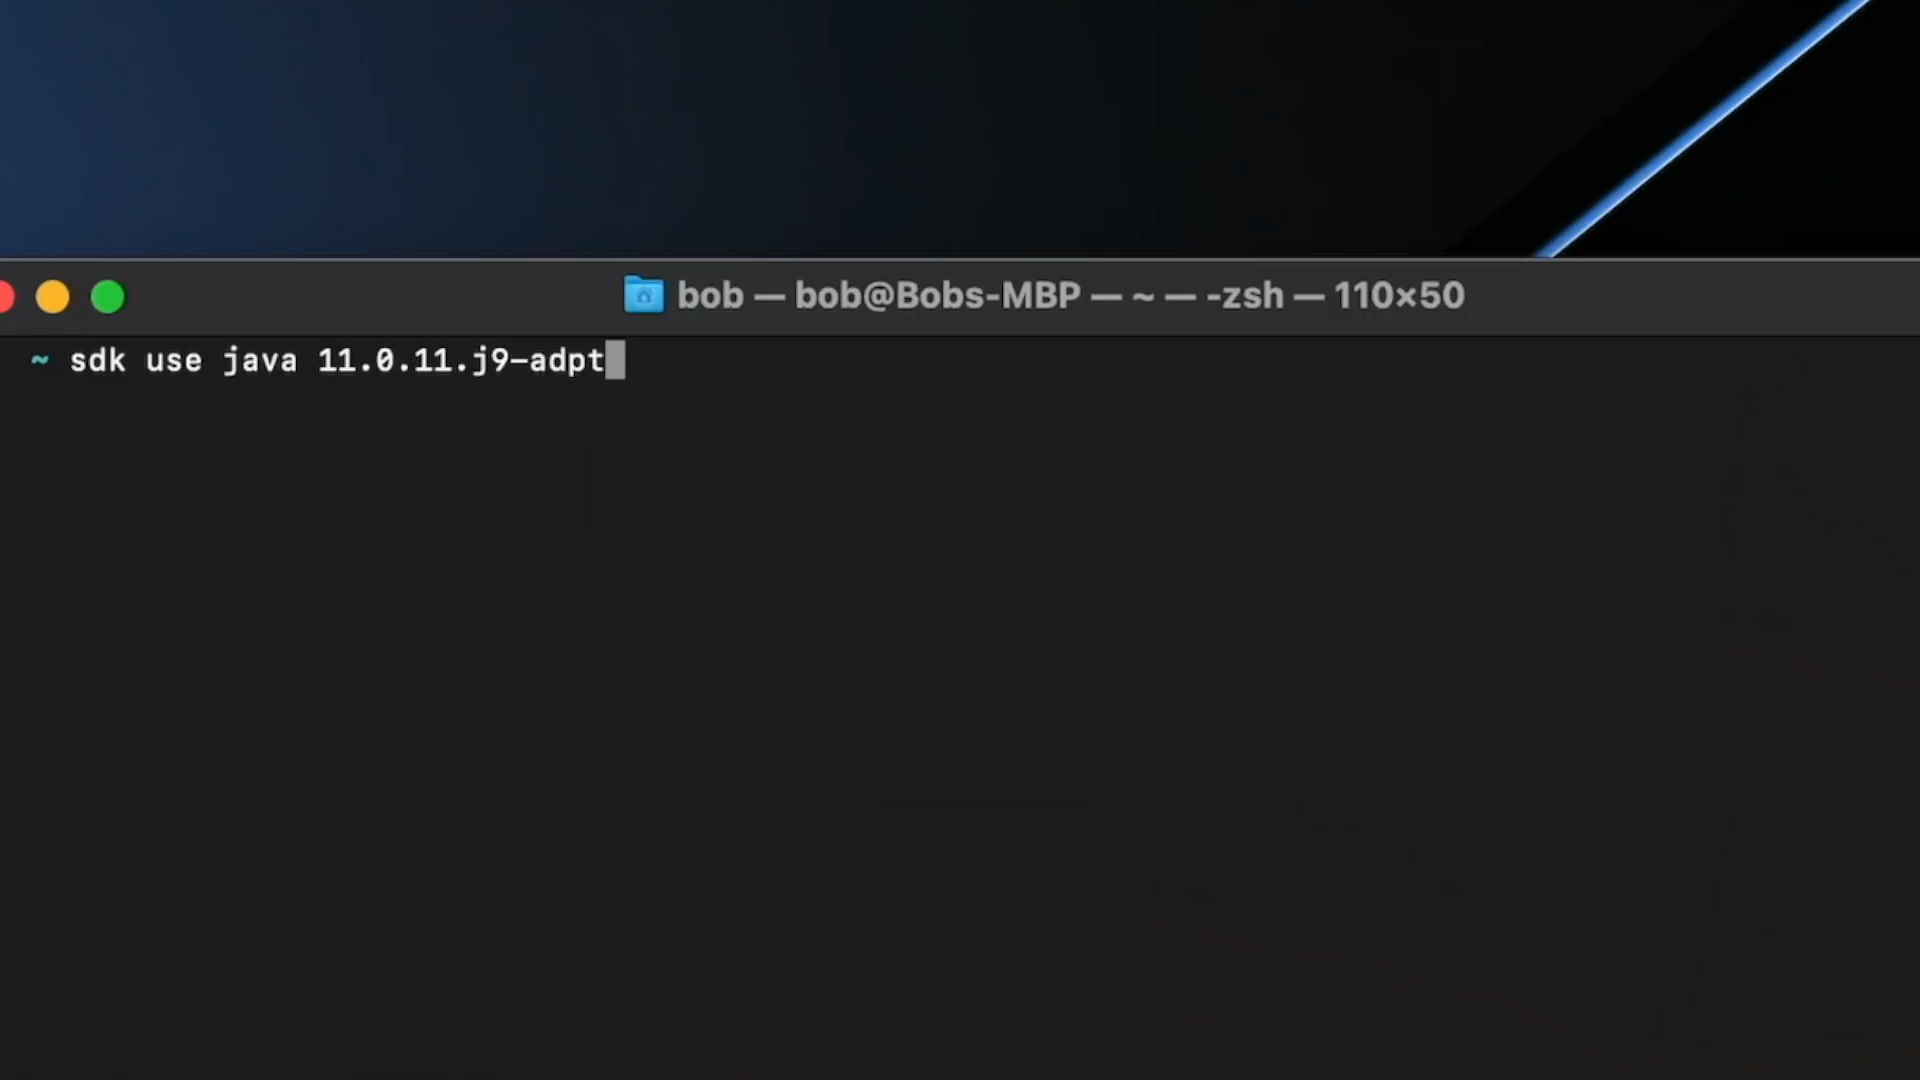 bob — bob@Bobs-MBP — ~ — -zsh — 110×50
~ sdk use java 11.0.11.j9-adpt